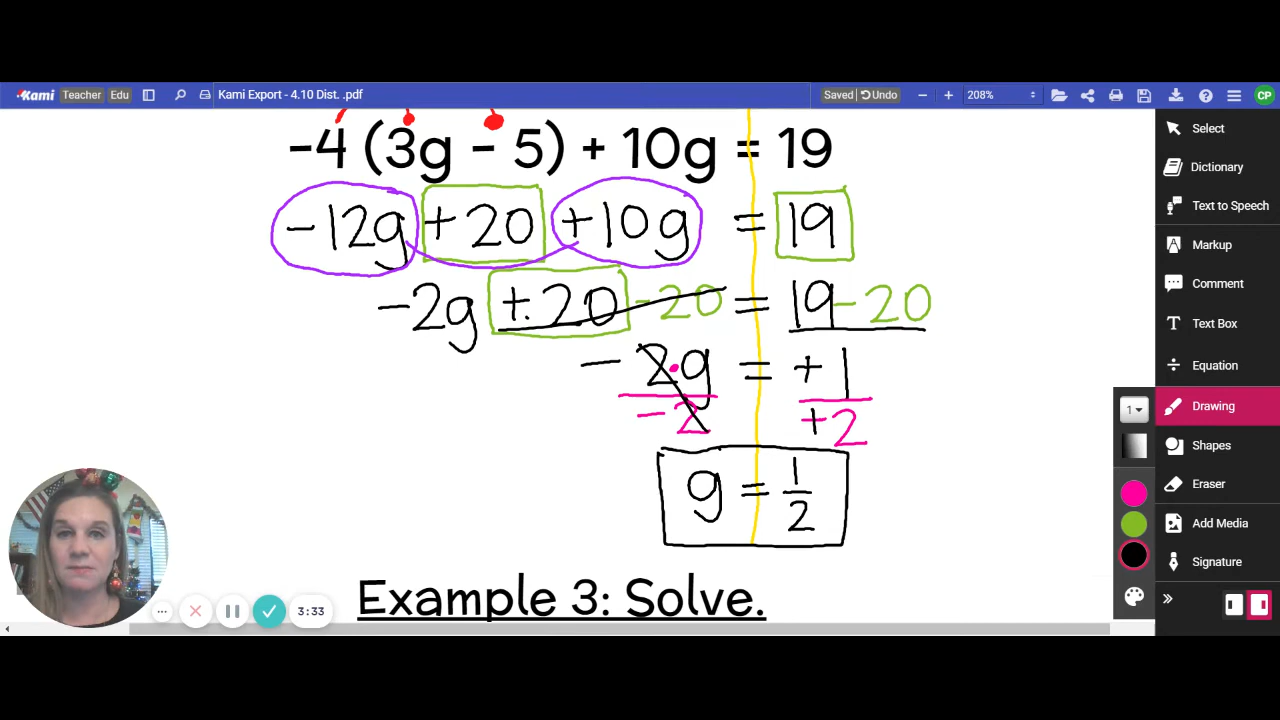 Kami Teacher Edu Kami Export - 4.10 Dist. .pdf Saved Undo 208% CP
-4 (3g - 5) + 10g = 19
-12g +20 +10g = 19
-2g + 20 -20 = 19 -20
-2·g = +1
-2 +2
g = 1/2
Example 3: Solve.
Select
Dictionary
Text to Speech
Markup
Comment
Text Box
Equation
1
Drawing
Shapes
Eraser
Add Media
Signature
3:33